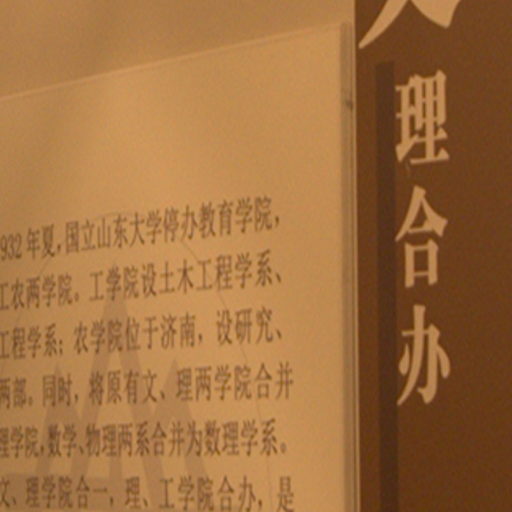 1932年夏,国立山东大学停办教育学院,
工农两学院。工学院设土木工程学系、
工程学系;农学院位于济南,设研究、
两部。同时,将原有文、理两学院合并
理学院,数学、物理两系合并为数理学系。
文、理学院合一,理、工学院合办,是
理合办